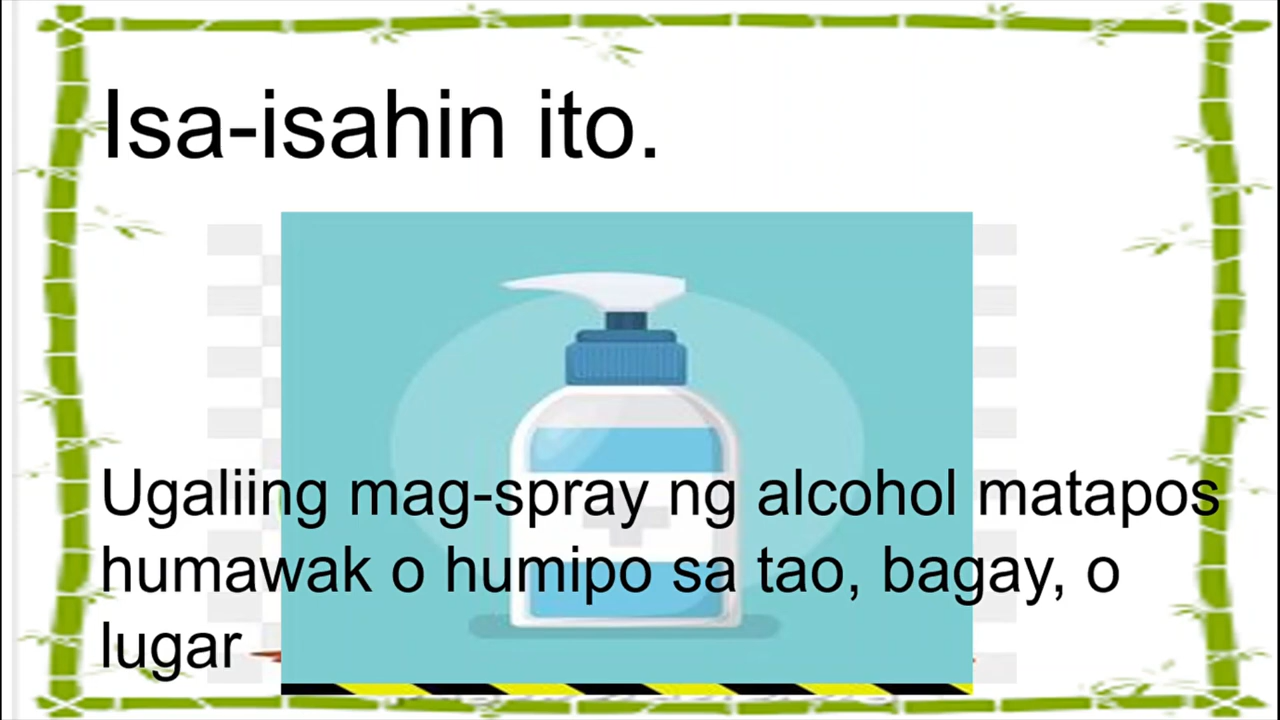 Isa-isahin ito.
Ugaliing mag-spray ng alcohol matapos
humawak o humipo sa tao, bagay, o
lugar